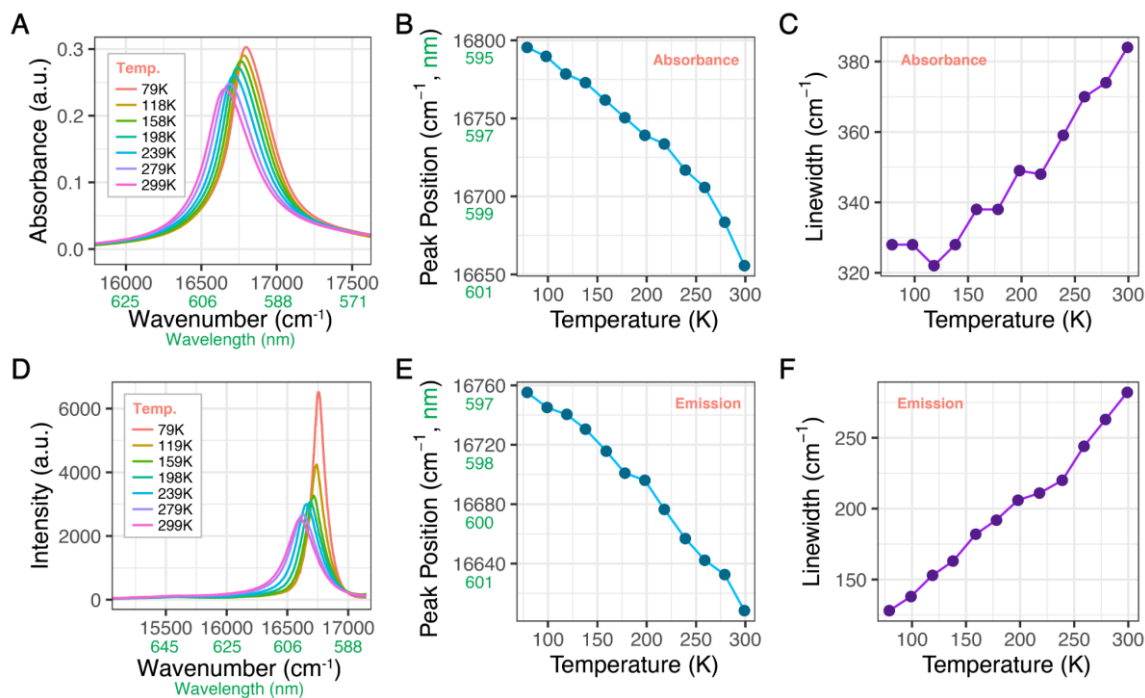 A
Absorbance (a.u.)
0.3
0.2
0.1
0.0
Temp.
79K
118K
158K
198K
239K
279K
299K
16000 16500 17000 17500
625 606 588 571
Wavenumber (cm⁻¹)
Wavelength (nm)
B
Peak Position (cm⁻¹, nm)
16800
595
16750
597
16700
599
16650
601
Absorbance
100 150 200 250 300
Temperature (K)
C
Linewidth (cm⁻¹)
380
360
340
320
Absorbance
100 150 200 250 300
Temperature (K)
D
Intensity (a.u.)
6000
4000
2000
0
Temp.
79K
119K
159K
198K
239K
279K
299K
15500 16000 16500 17000
645 625 606 588
Wavenumber (cm⁻¹)
Wavelength (nm)
E
Peak Position (cm⁻¹, nm)
16760
597
16720
598
16680
600
16640
601
Emission
100 150 200 250 300
Temperature (K)
F
Linewidth (cm⁻¹)
250
200
150
Emission
100 150 200 250 300
Temperature (K)